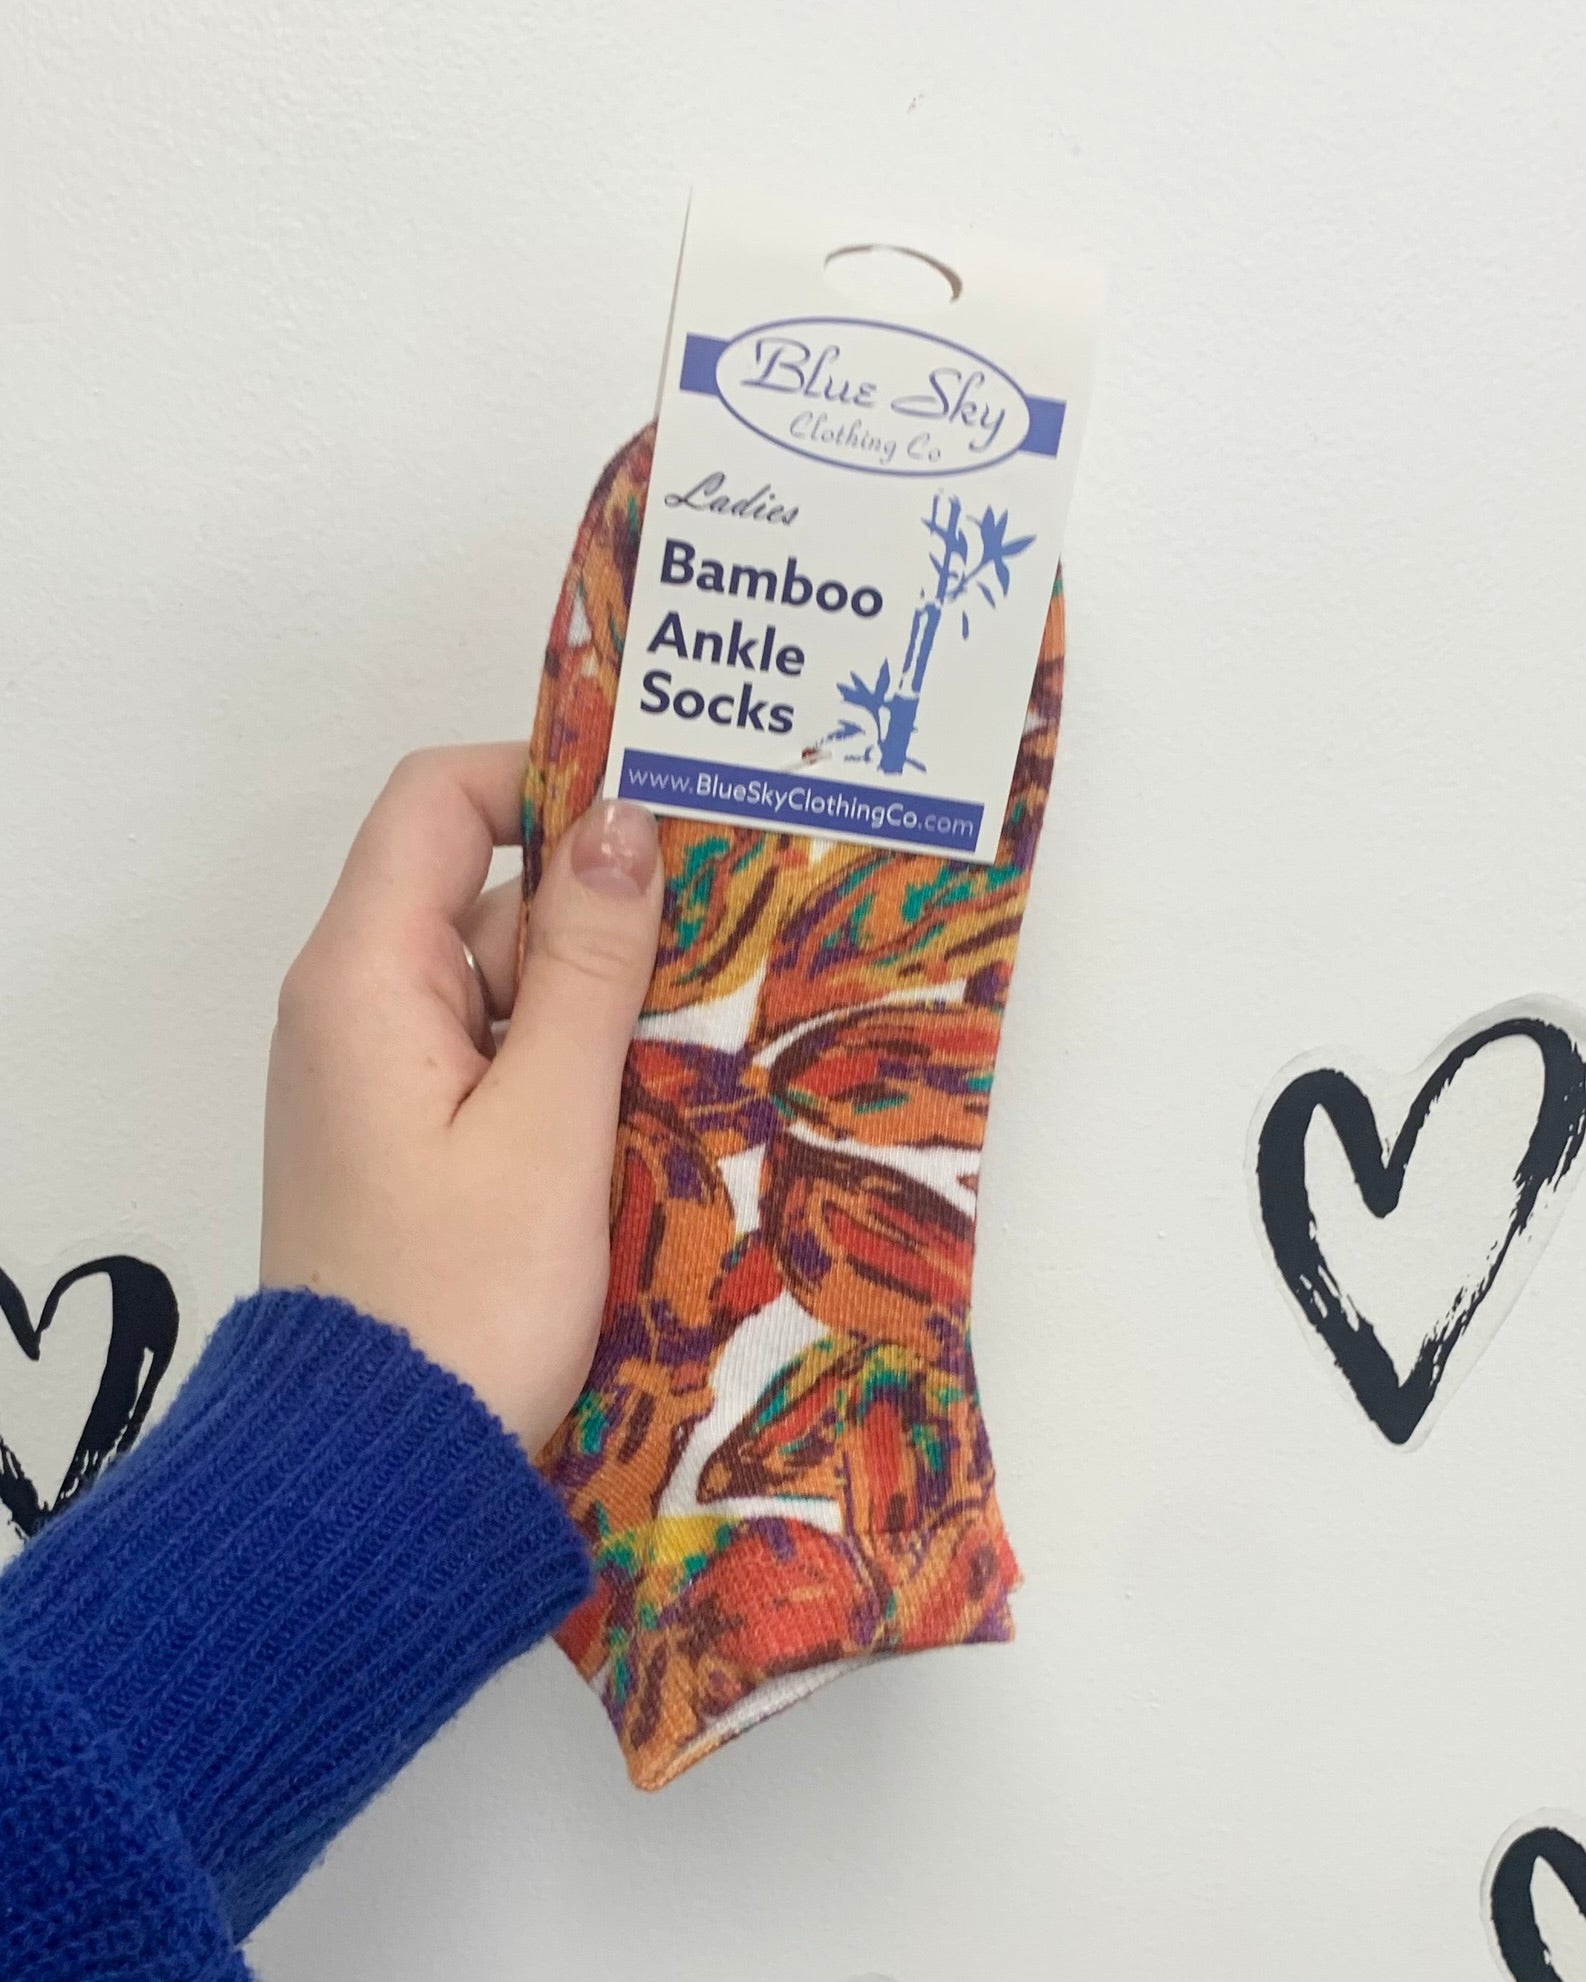 Blue Sky
Clothing Co
Ladies
Bamboo
Ankle
Socks
www.BlueSkyClothingCo.com